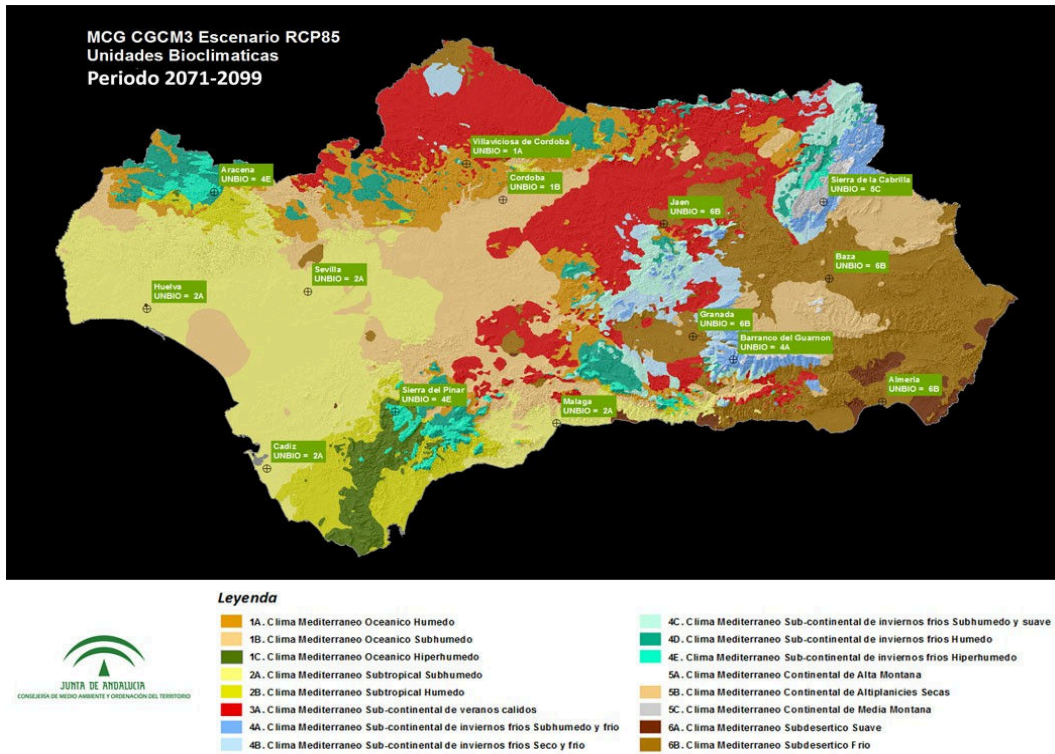 MCG CGCM3 Escenario RCP85
Unidades Bioclimaticas
Periodo 2071-2099
Villaviciosa de Cordoba
UNBIO = 1A
Aracena
UNBIO = 4E
Cordoba
UNBIO = 1B
Sierra de la Cabrilla
UNBIO = 5C
Jaen
UNBIO = 6B
Sevilla
UNBIO = 2A
Baza
UNBIO = 6B
Huelva
UNBIO = 2A
Granada
UNBIO = 6B
Barranco del Guarnon
UNBIO = 4A
Sierra del Pinar
UNBIO = 4E
Malaga
UNBIO = 2A
Almeria
UNBIO = 6B
Cadiz
UNBIO = 2A
Leyenda
1A. Clima Mediterraneo Oceanico Humedo
1B. Clima Mediterraneo Oceanico Subhumedo
1C. Clima Mediterraneo Oceanico Hiperhumedo
2A. Clima Mediterraneo Subtropical Subhumedo
2B. Clima Mediterraneo Subtropical Humedo
3A. Clima Mediterraneo Sub-continental de veranos calidos
4A. Clima Mediterraneo Sub-continental de inviernos frios Subhumedo y frio
4B. Clima Mediterraneo Sub-continental de inviernos frios Seco y frio
4C. Clima Mediterraneo Sub-continental de inviernos frios Subhumedo y suave
4D. Clima Mediterraneo Sub-continental de inviernos frios Humedo
4E. Clima Mediterraneo Sub-continental de inviernos frios Hiperhumedo
5A. Clima Mediterraneo Continental de Alta Montana
5B. Clima Mediterraneo Continental de Altiplanicies Secas
5C. Clima Mediterraneo Continental de Media Montana
6A. Clima Mediterraneo Subdesertico Suave
6B. Clima Mediterraneo Subdesertico Frio
JUNTA DE ANDALUCIA
CONSEJERÍA DE MEDIO AMBIENTE Y ORDENACIÓN DEL TERRITORIO